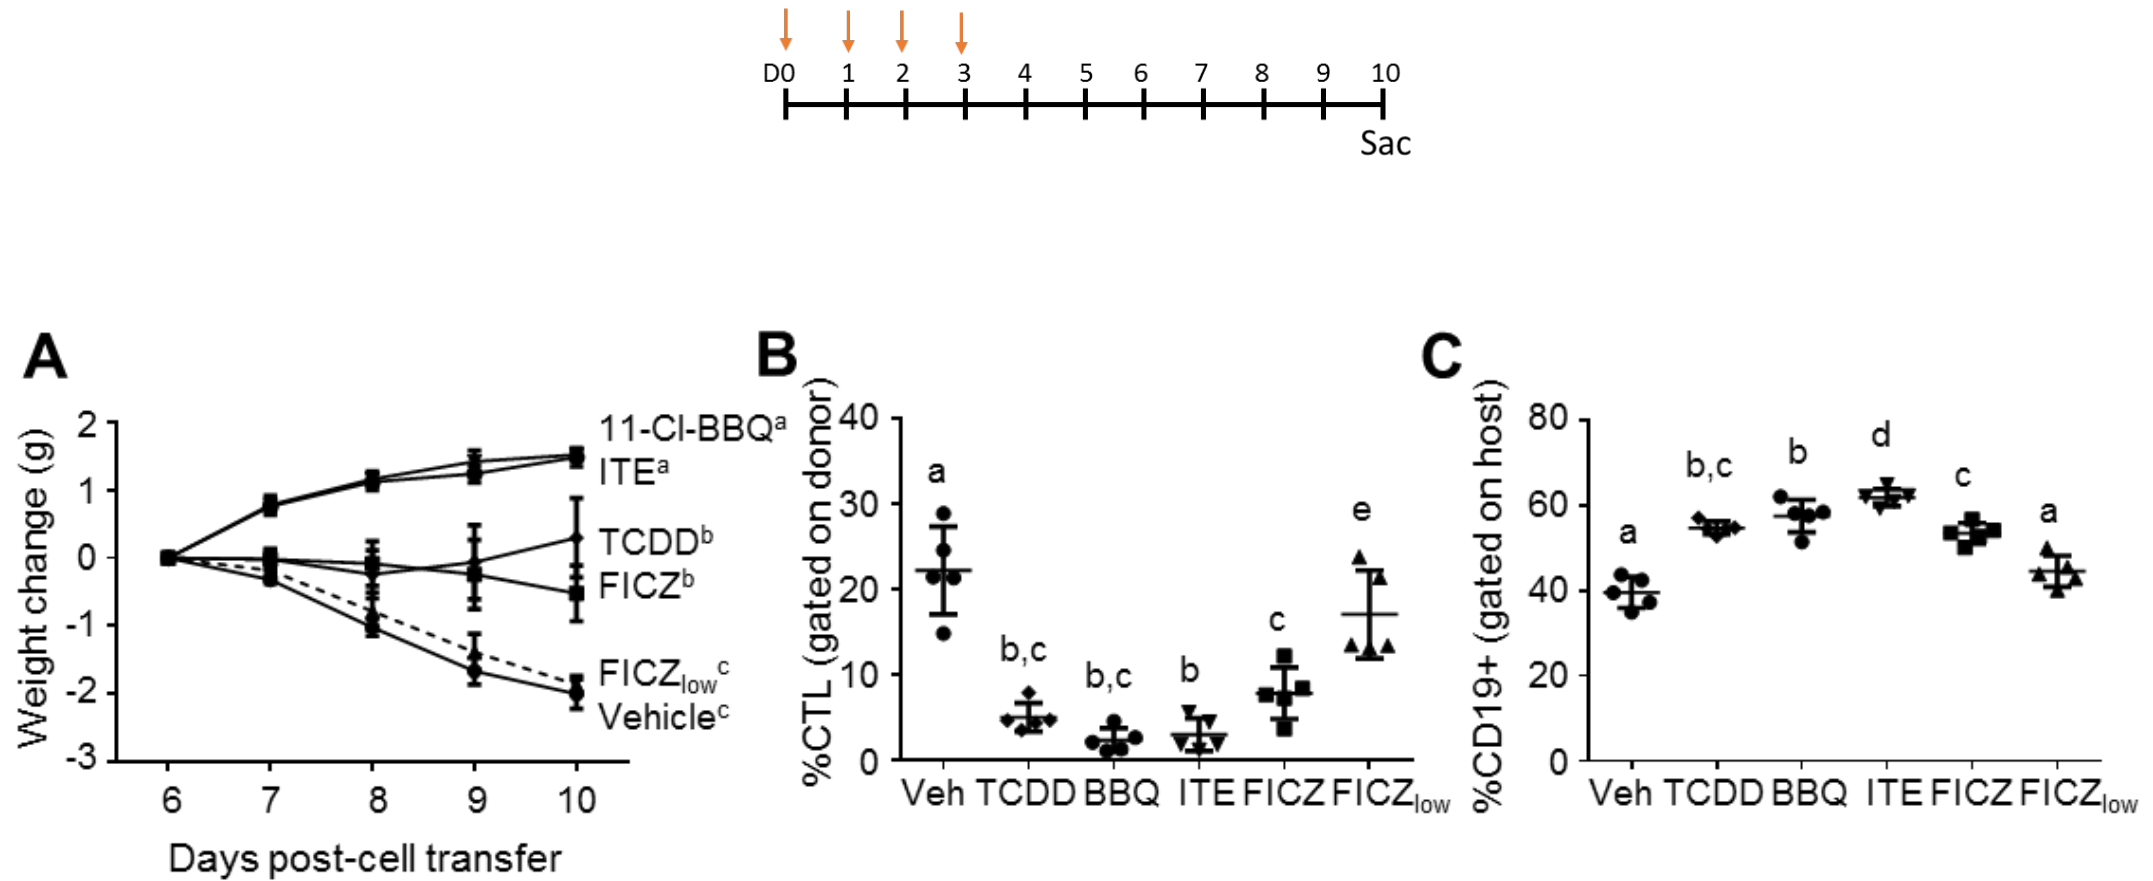 D0 1 2 3 4 5 6 7 8 9 10
Sac
A
Weight change (g)
2
1
0
-1
-2
-3
11-Cl-BBQᵃ
ITEᵃ
TCDDᵇ
FICZᵇ
FICZlowᶜ
Vehicleᶜ
6 7 8 9 10
Days post-cell transfer
B
%CTL (gated on donor)
40
30
20
10
0
a
b,c
b,c
b
c
e
Veh TCDD BBQ ITE FICZ FICZlow
C
%CD19+ (gated on host)
80
60
40
20
0
a
b,c
b
d
c
a
Veh TCDD BBQ ITE FICZ FICZlow